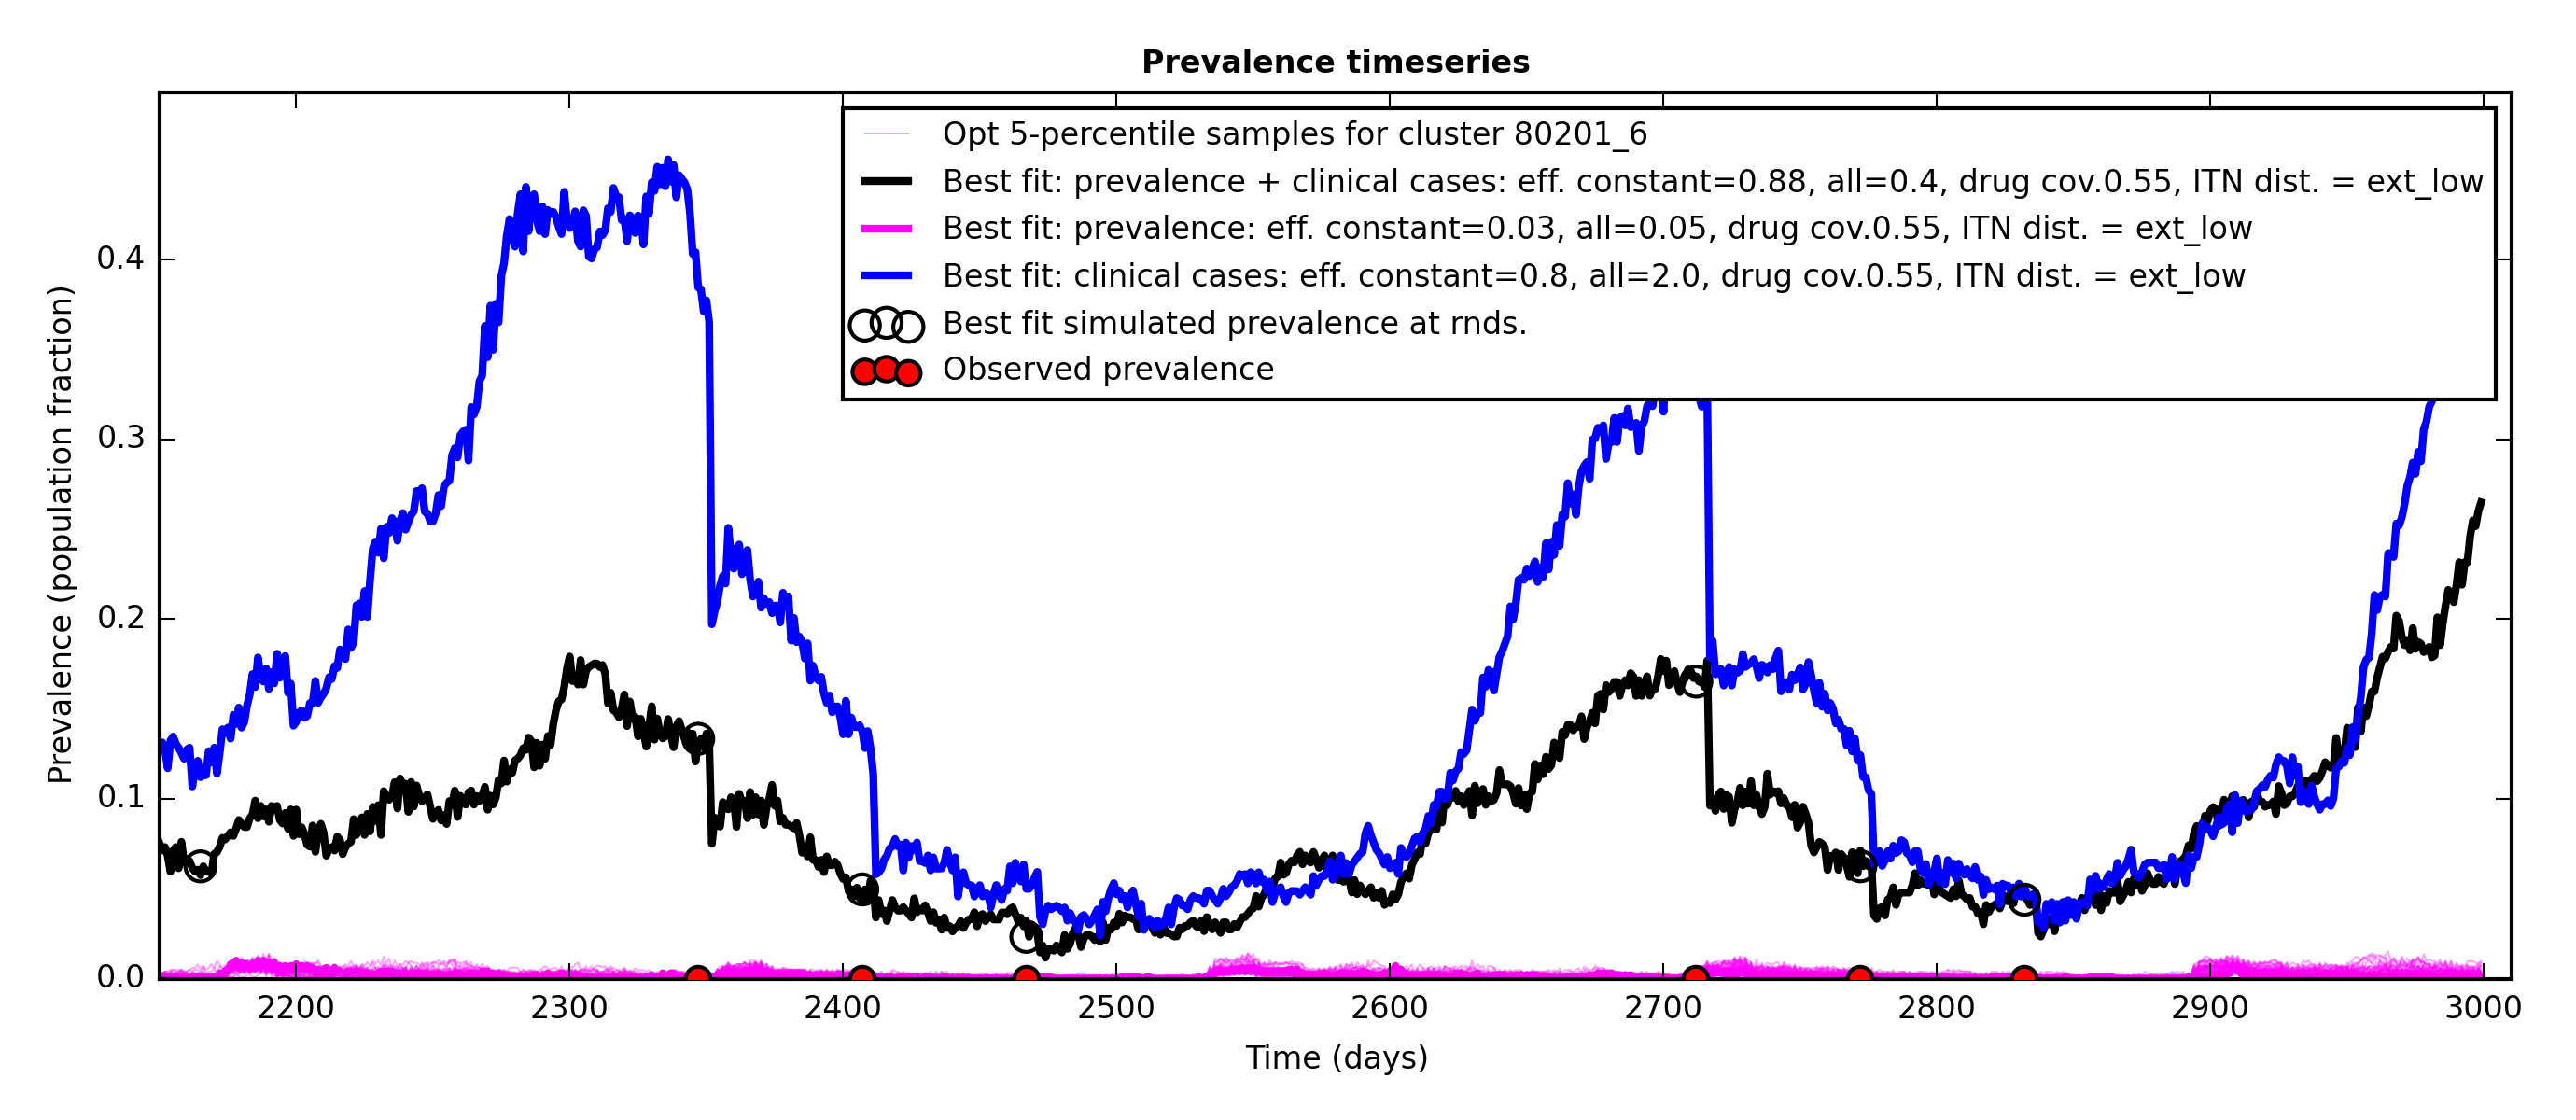 Prevalence timeseries
Opt 5-percentile samples for cluster 80201_6
Best fit: prevalence + clinical cases: eff. constant=0.88, all=0.4, drug cov.0.55, ITN dist. = ext_low
Best fit: prevalence: eff. constant=0.03, all=0.05, drug cov.0.55, ITN dist. = ext_low
Best fit: clinical cases: eff. constant=0.8, all=2.0, drug cov.0.55, ITN dist. = ext_low
Best fit simulated prevalence at rnds.
Observed prevalence
Prevalence (population fraction)
0.4
0.3
0.2
0.1
0.0
2200 2300 2400 2500 2600 2700 2800 2900 3000
Time (days)